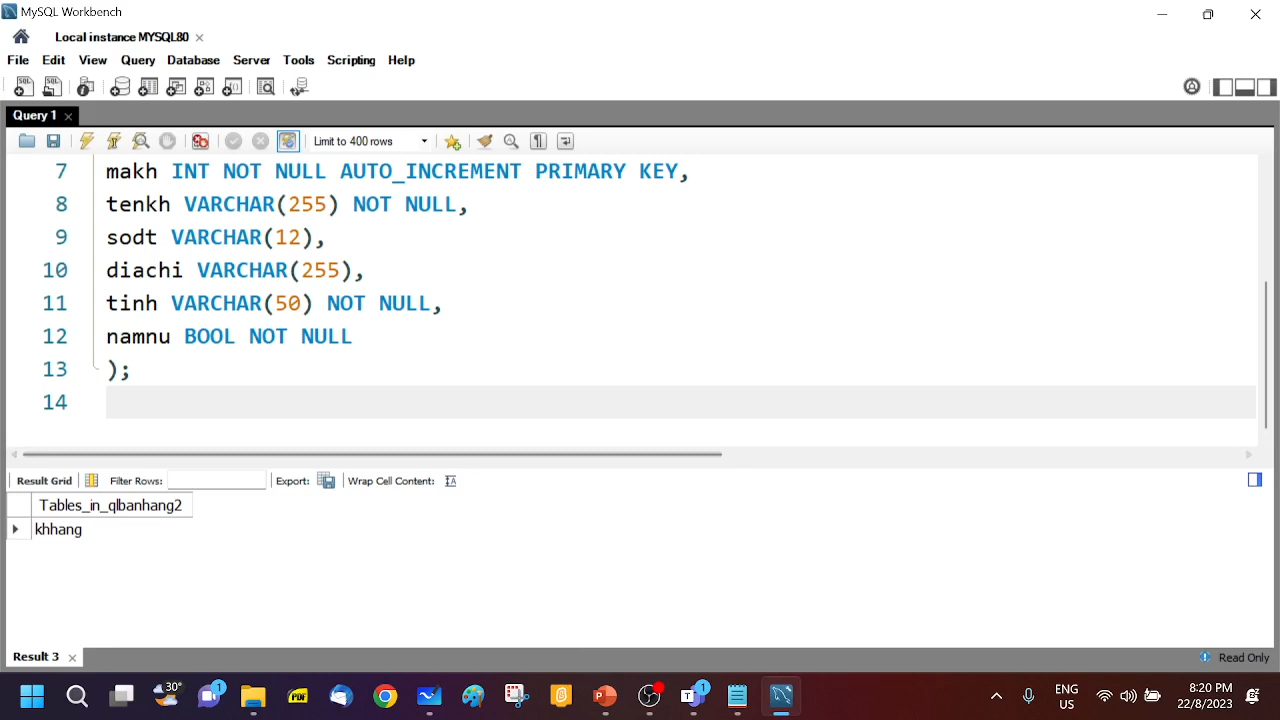 MySQL Workbench
Local instance MYSQL80
File Edit View Query Database Server Tools Scripting Help
Query 1
Limit to 400 rows
7 makh INT NOT NULL AUTO_INCREMENT PRIMARY KEY,
8 tenkh VARCHAR(255) NOT NULL,
9 sodt VARCHAR(12),
10 diachi VARCHAR(255),
11 tinh VARCHAR(50) NOT NULL,
12 namnu BOOL NOT NULL
13 );
14
Result Grid Filter Rows: Export: Wrap Cell Content:
Tables_in_qlbanhang2
khhang
Result 3
Read Only
30°
1
PDF
1
ENG
US
8:20 PM
22/8/2023